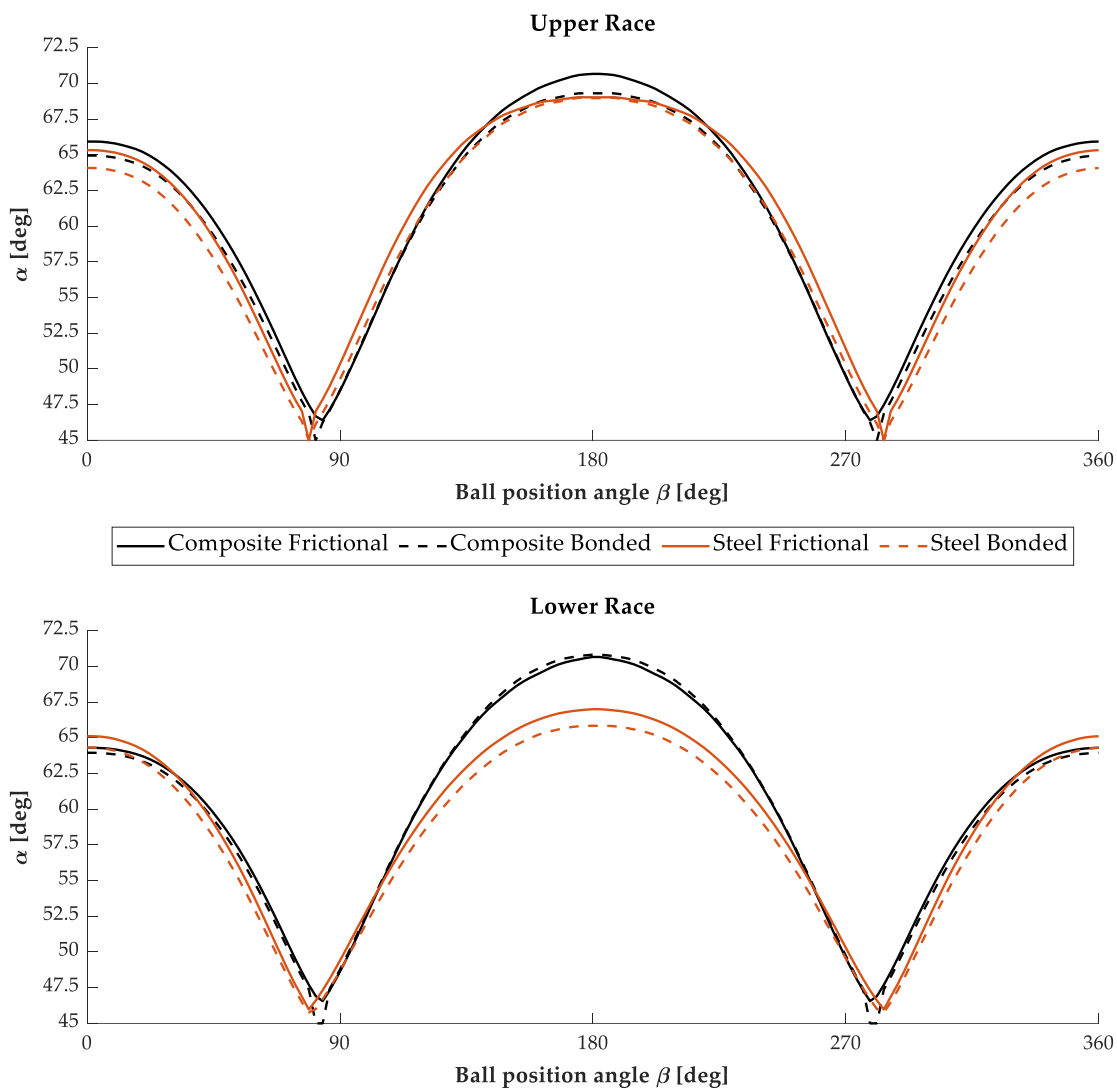 Upper Race
72.5
70
67.5
65
62.5
60
57.5
55
52.5
50
47.5
45
α [deg]
0 90 180 270 360
Ball position angle β [deg]
Composite Frictional Composite Bonded Steel Frictional Steel Bonded
Lower Race
72.5
70
67.5
65
62.5
60
57.5
55
52.5
50
47.5
45
α [deg]
0 90 180 270 360
Ball position angle β [deg]